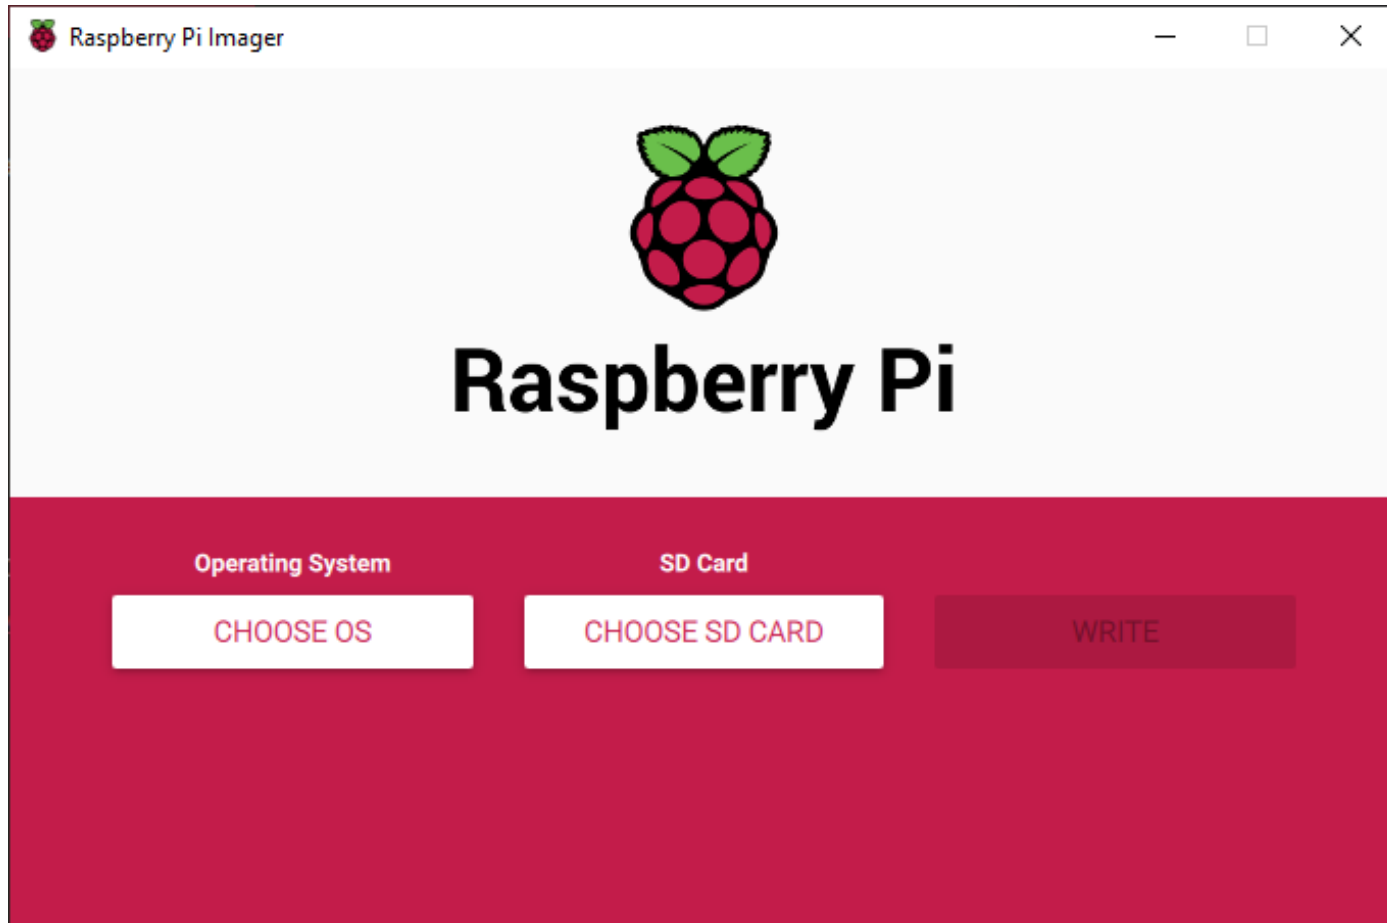 Raspberry Pi Imager
Raspberry Pi
Operating System
SD Card
CHOOSE OS
CHOOSE SD CARD
WRITE